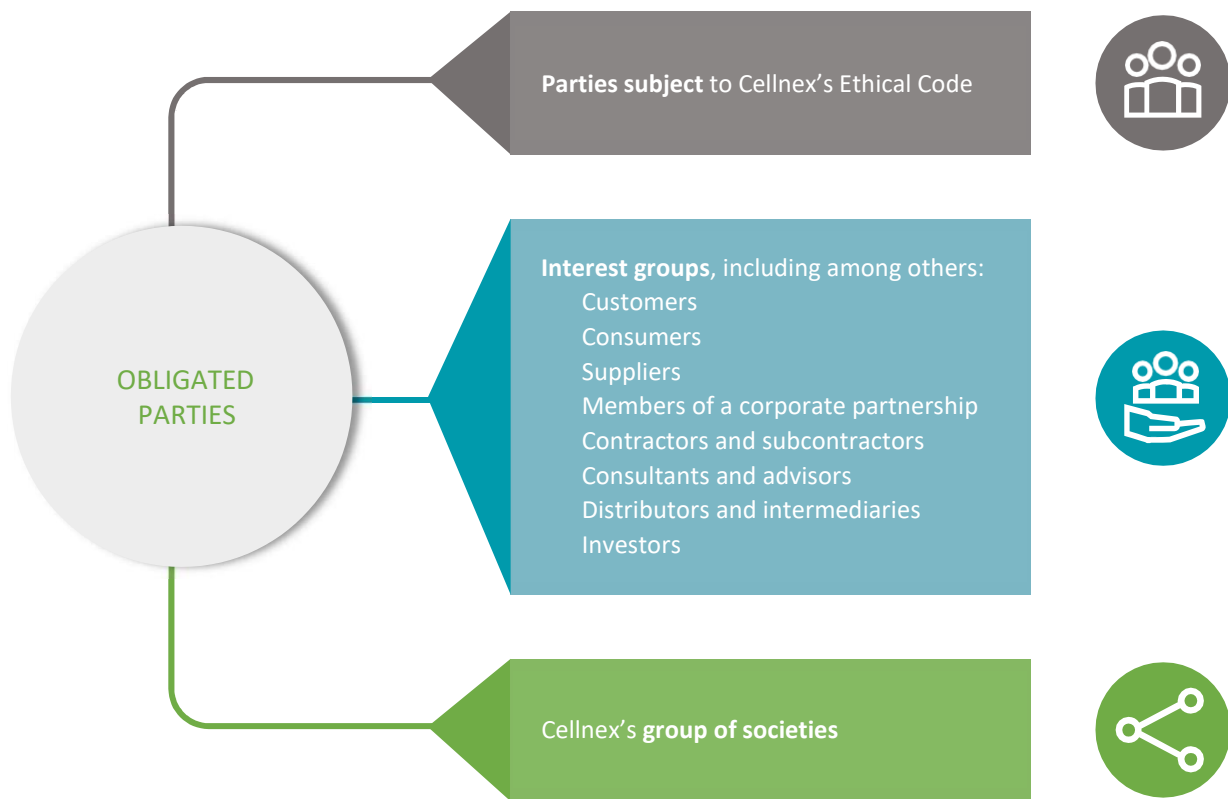 Parties subject to Cellnex’s Ethical Code
OBLIGATED
PARTIES
Interest groups, including among others:
Customers
Consumers
Suppliers
Members of a corporate partnership
Contractors and subcontractors
Consultants and advisors
Distributors and intermediaries
Investors
Cellnex’s group of societies